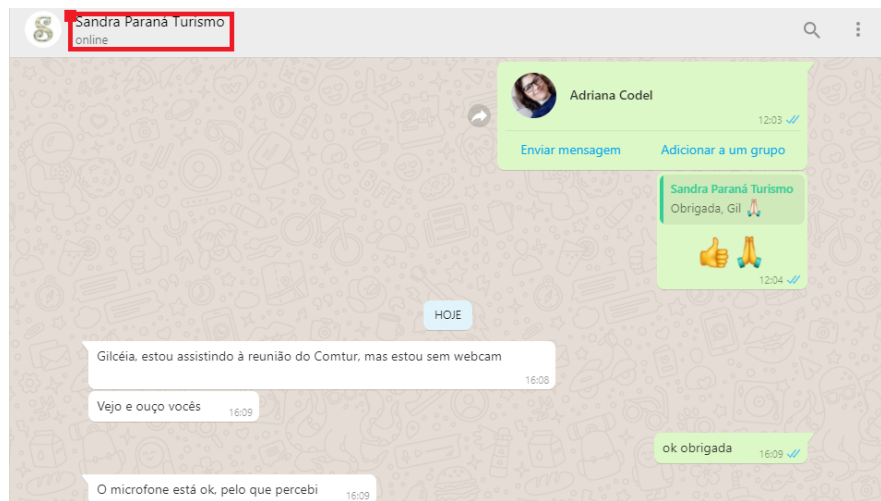 Sandra Paraná Turismo
online
Adriana Codel
12:03
Enviar mensagem Adicionar a um grupo
Sandra Paraná Turismo
Obrigada, Gil 🙏🏻
👍🙏
12:04
HOJE
Gilcéia, estou assistindo à reunião do Comtur, mas estou sem webcam
16:08
Vejo e ouço vocês 16:09
ok obrigada 16:09
O microfone está ok, pelo que percebi 16:09